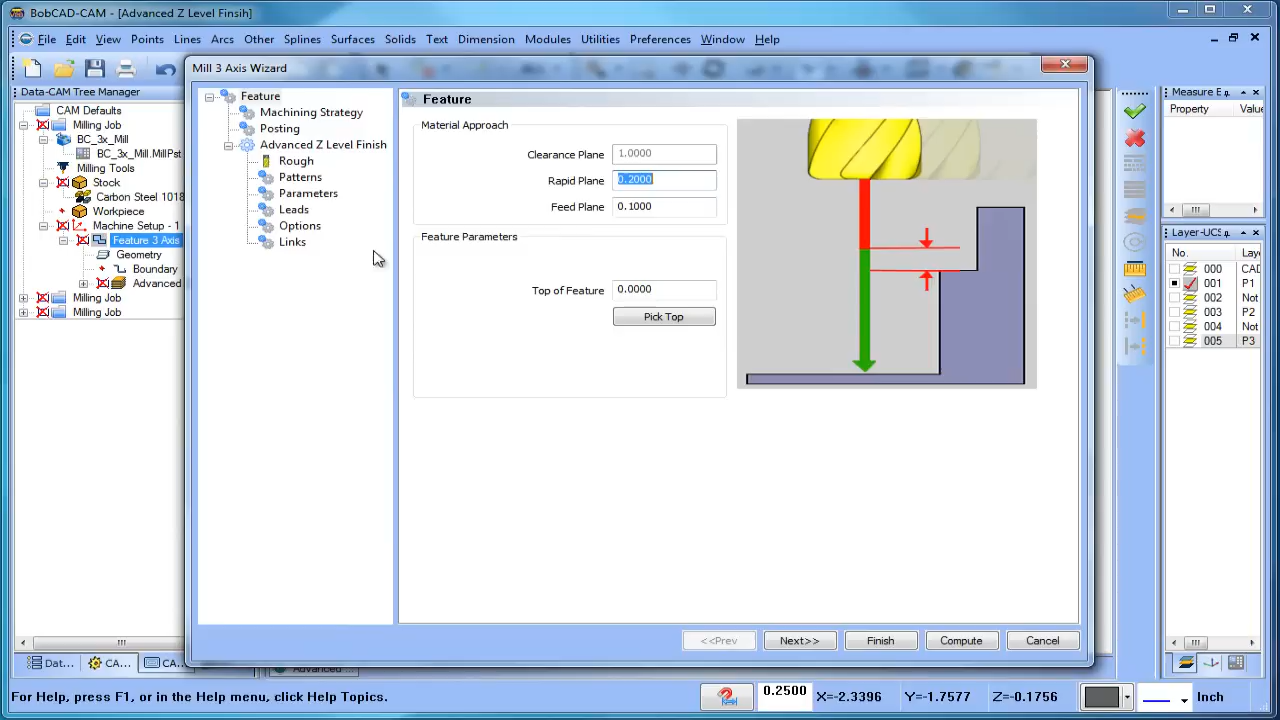 BobCAD-CAM - [Advanced Z Level Finsih]
File Edit View Points Lines Arcs Other Splines Surfaces Solids Text Dimension Modules Utilities Preferences Window Help
Data-CAM Tree Manager
CAM Defaults
Milling Job
BC_3x_Mill
BC_3x_Mill.MillPst
Milling Tools
Stock
Carbon Steel 1018
Workpiece
Machine Setup - 1
Feature 3 Axis
Geometry
Boundary
Advanced
Milling Job
Milling Job
Dat...
CA...
CA...
Mill 3 Axis Wizard
Feature
Machining Strategy
Posting
Advanced Z Level Finish
Rough
Patterns
Parameters
Leads
Options
Links
Feature
Material Approach
Clearance Plane 1.0000
Rapid Plane 0.2000
Feed Plane 0.1000
Feature Parameters
Top of Feature 0.0000
Pick Top
<<Prev Next>> Finish Compute Cancel
Measure E
Property Value
Layer-UCS
No. Laye
000 CAD
001 P1
002 Not
003 P2
004 Not
005 P3
For Help, press F1, or in the Help menu, click Help Topics.
0.2500 X=-2.3396 Y=-1.7577 Z=-0.1756 Inch